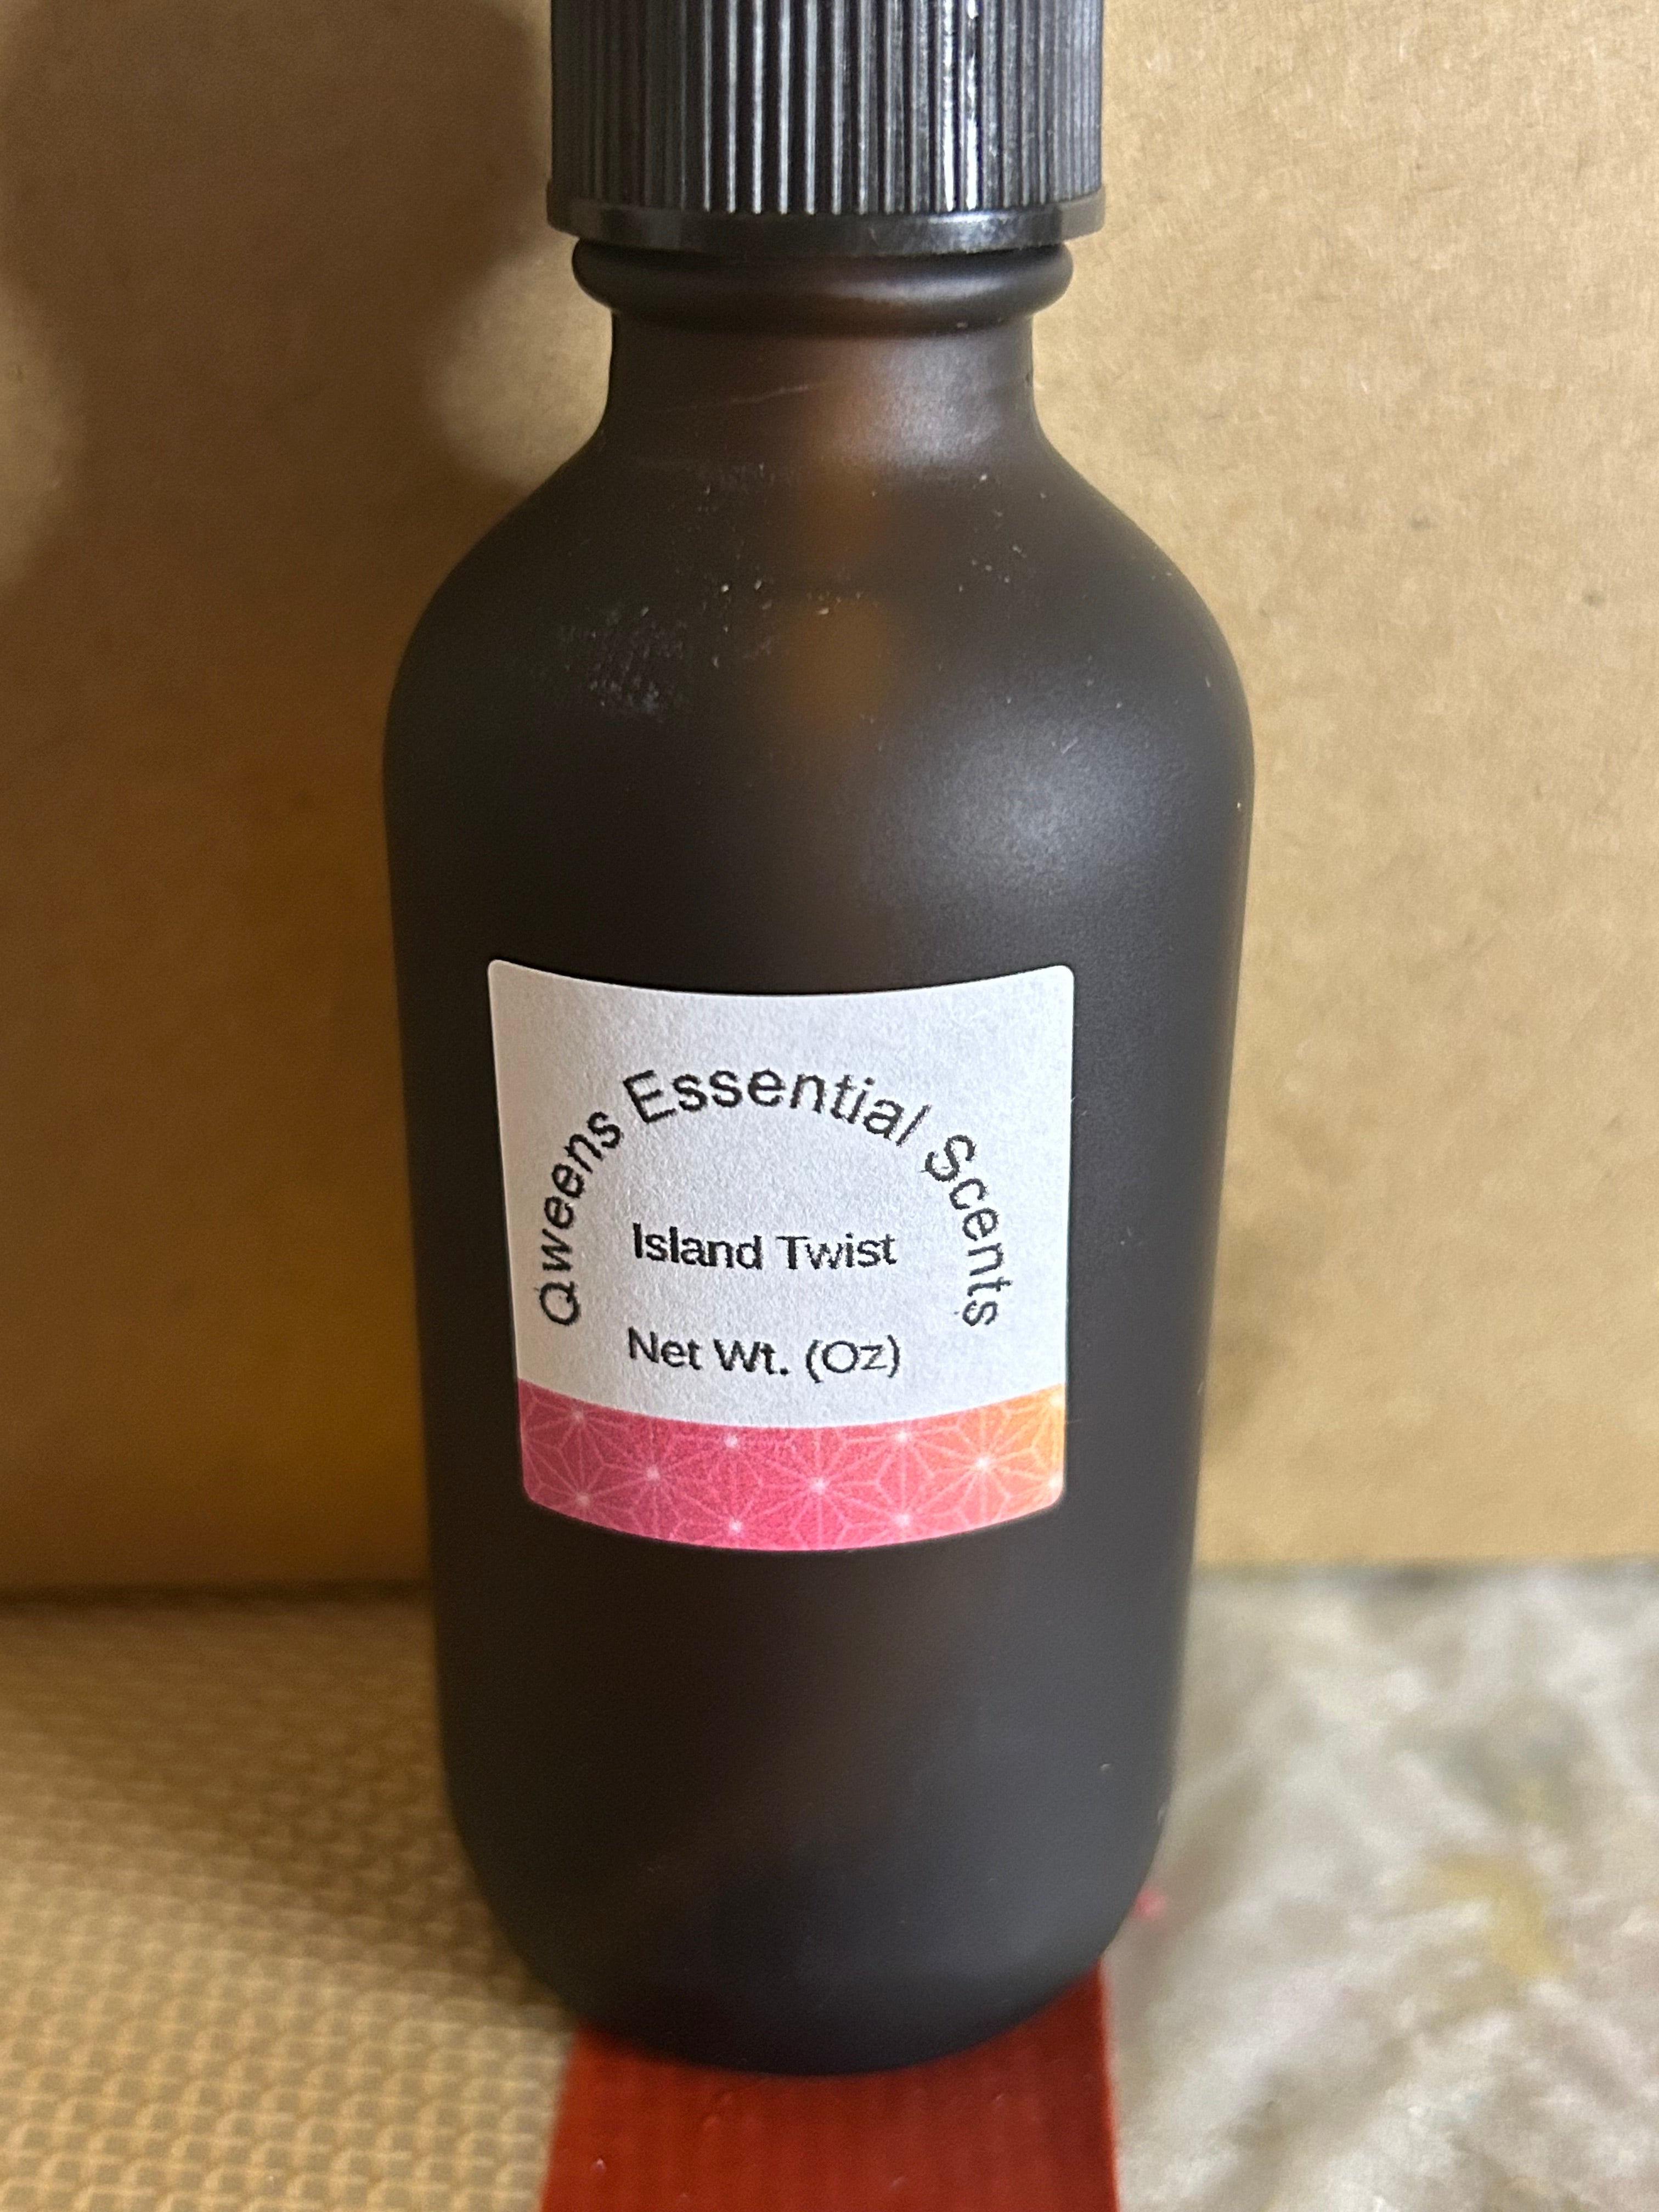 Qweens Essential Scents
Island Twist
Net Wt. (Oz)